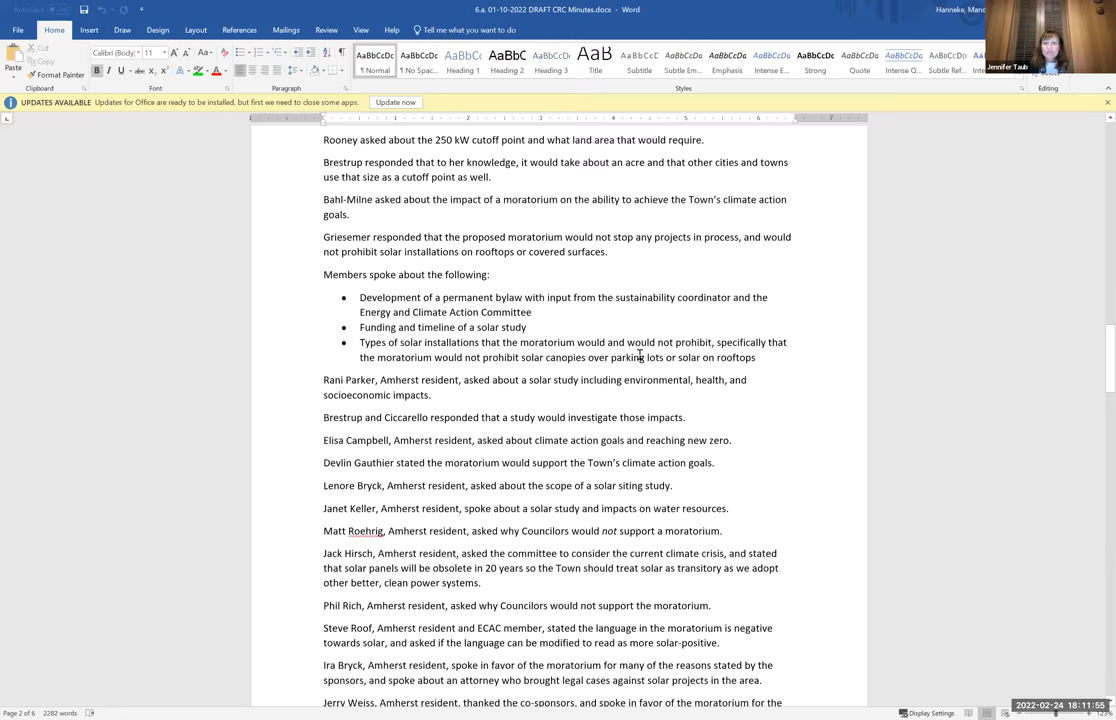 AutoSave
6.a. 01-10-2022 DRAFT CRC Minutes.docx - Word
Hanneke, Manc
File Home Insert Draw Design Layout References Mailings Review View Help Tell me what you want to do
Cut
Copy
Format Painter
Paste
Clipboard
Calibri (Body) 11
Font
Paragraph
AaBbCcDc AaBbCcDc AaBbCc AaBbC AaBbCcD AaB AaBbCcC AaBbCcDc AaBbCcDc AaBbCcDc AaBbCcDc AaBbCcDc AaBbCcDc AaBbCcDc
¶ Normal ¶ No Spac... Heading 1 Heading 2 Heading 3 Title Subtitle Subtle Em... Emphasis Intense E... Strong Quote Intense Q... Subtle Ref...
Styles
Editing
Jennifer Taub
UPDATES AVAILABLE Updates for Office are ready to be installed, but first we need to close some apps. Update now
Rooney asked about the 250 kW cutoff point and what land area that would require.
Brestrup responded that to her knowledge, it would take about an acre and that other cities and towns
use that size as a cutoff point as well.
Bahl-Milne asked about the impact of a moratorium on the ability to achieve the Town's climate action
goals.
Griesemer responded that the proposed moratorium would not stop any projects in process, and would
not prohibit solar installations on rooftops or covered surfaces.
Members spoke about the following:
• Development of a permanent bylaw with input from the sustainability coordinator and the
Energy and Climate Action Committee
• Funding and timeline of a solar study
• Types of solar installations that the moratorium would and would not prohibit, specifically that
the moratorium would not prohibit solar canopies over parking lots or solar on rooftops
Rani Parker, Amherst resident, asked about a solar study including environmental, health, and
socioeconomic impacts.
Brestrup and Ciccarello responded that a study would investigate those impacts.
Elisa Campbell, Amherst resident, asked about climate action goals and reaching new zero.
Devlin Gauthier stated the moratorium would support the Town's climate action goals.
Lenore Bryck, Amherst resident, asked about the scope of a solar siting study.
Janet Keller, Amherst resident, spoke about a solar study and impacts on water resources.
Matt Roehrig, Amherst resident, asked why Councilors would not support a moratorium.
Jack Hirsch, Amherst resident, asked the committee to consider the current climate crisis, and stated
that solar panels will be obsolete in 20 years so the Town should treat solar as transitory as we adopt
other better, clean power systems.
Phil Rich, Amherst resident, asked why Councilors would not support the moratorium.
Steve Roof, Amherst resident and ECAC member, stated the language in the moratorium is negative
towards solar, and asked if the language can be modified to read as more solar-positive.
Ira Bryck, Amherst resident, spoke in favor of the moratorium for many of the reasons stated by the
sponsors, and spoke about an attorney who brought legal cases against solar projects in the area.
Jerry Weiss, Amherst resident, thanked the co-sponsors, and spoke in favor of the moratorium for the
Page 2 of 6 2282 words
Display Settings
2022-02-24 18:11:55